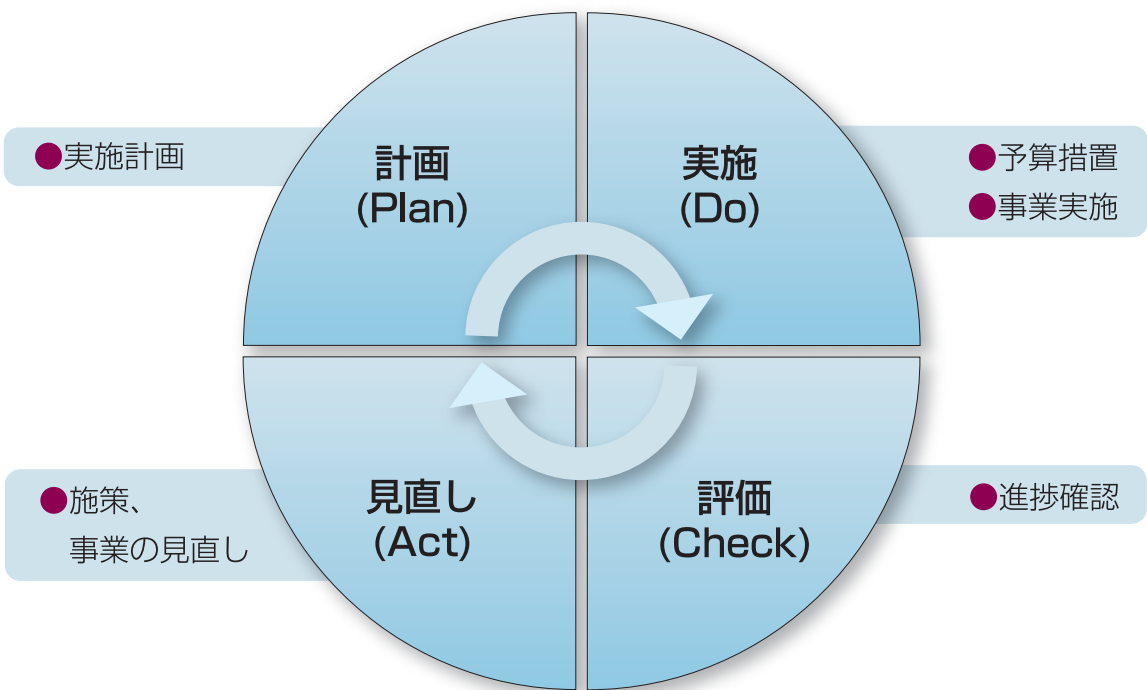 ●実施計画
計画
(Plan)
実施
(Do)
●予算措置
●事業実施
●施策、
事業の見直し
見直し
(Act)
評価
(Check)
●進捗確認